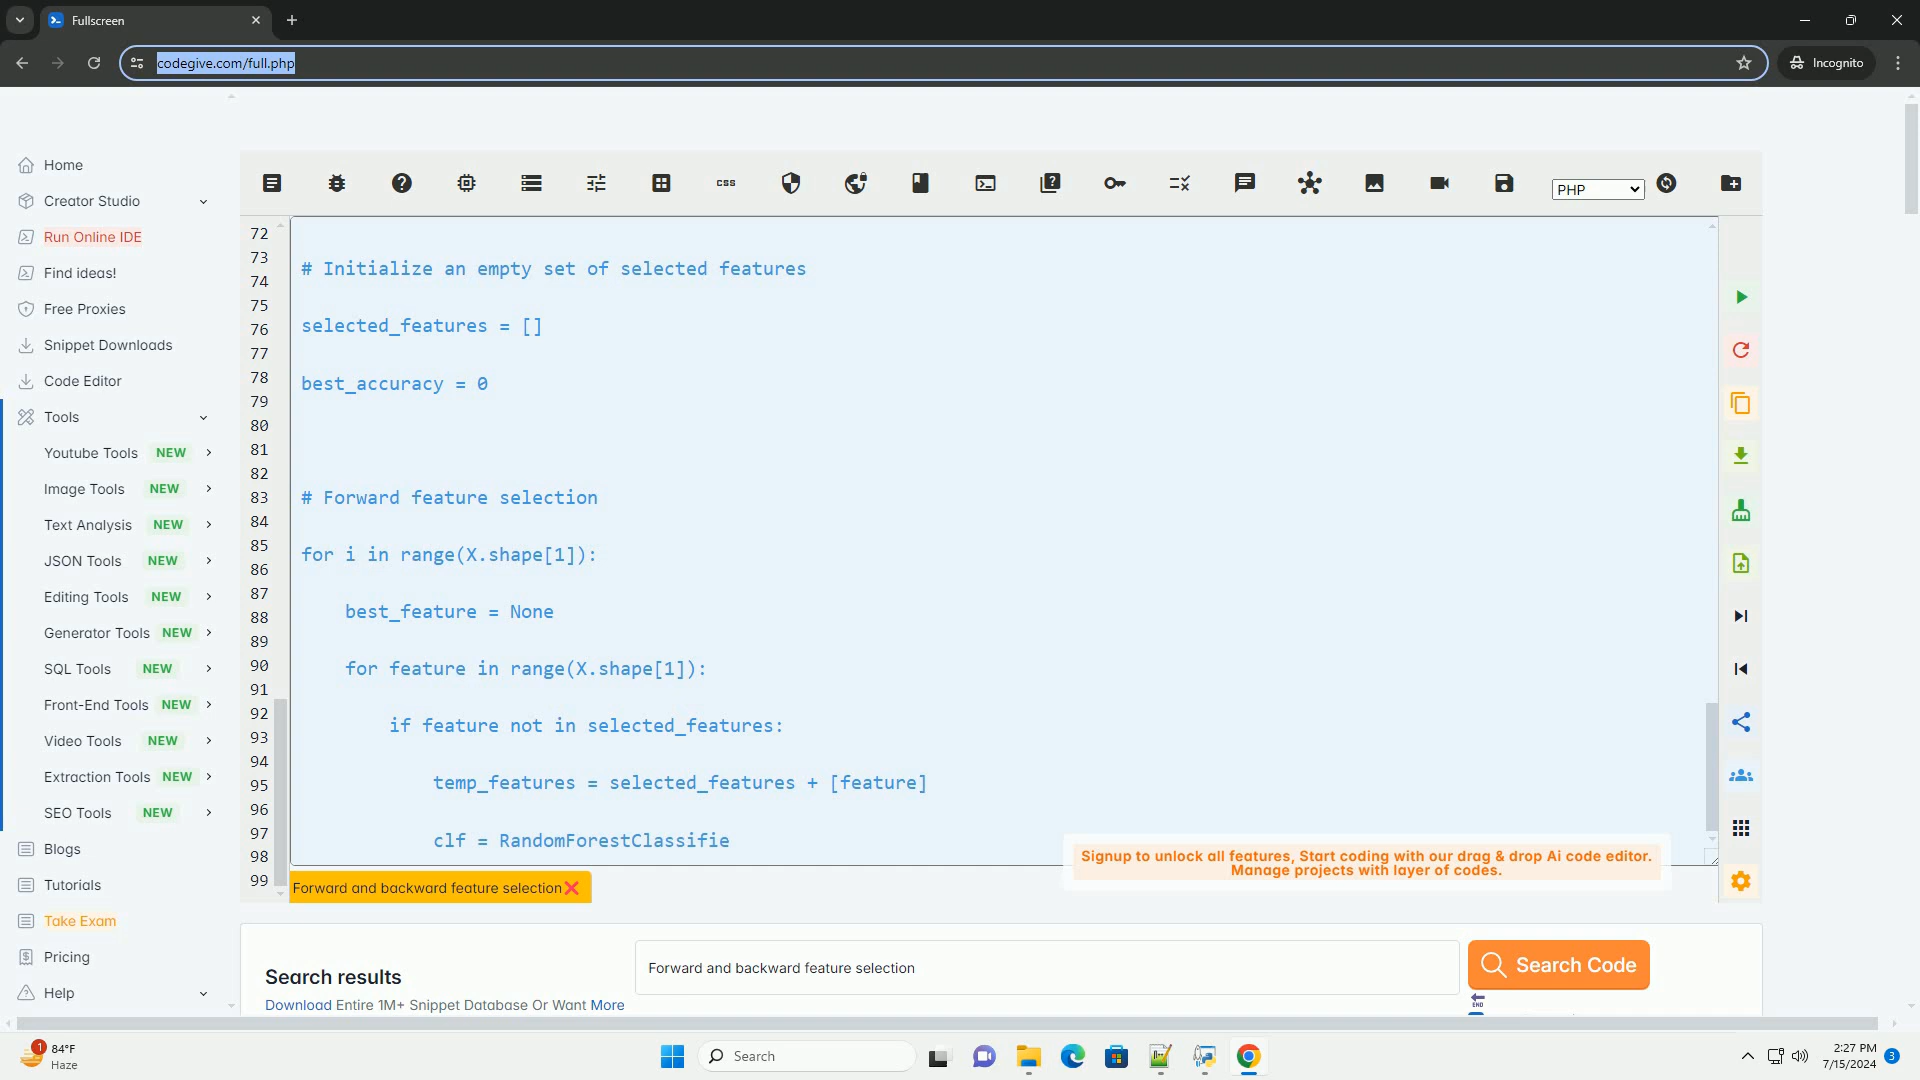 Fullscreen
codegive.com/full.php
Incognito
Home
Creator Studio
Run Online IDE
Find ideas!
Free Proxies
Snippet Downloads
Code Editor
Tools
Youtube Tools NEW
Image Tools NEW
Text Analysis NEW
JSON Tools NEW
Editing Tools NEW
Generator Tools NEW
SQL Tools NEW
Front-End Tools NEW
Video Tools NEW
Extraction Tools NEW
SEO Tools NEW
Blogs
Tutorials
Take Exam
Pricing
Help
css
PHP
72
73
74
75
76
77
78
79
80
81
82
83
84
85
86
87
88
89
90
91
92
93
94
95
96
97
98
99
# Initialize an empty set of selected features
selected_features = []
best_accuracy = 0
# Forward feature selection
for i in range(X.shape[1]):
    best_feature = None
    for feature in range(X.shape[1]):
        if feature not in selected_features:
            temp_features = selected_features + [feature]
            clf = RandomForestClassifie
Signup to unlock all features, Start coding with our drag & drop Ai code editor.
Manage projects with layer of codes.
Forward and backward feature selection
Search results
Download Entire 1M+ Snippet Database Or Want More
Forward and backward feature selection
Search Code
END
1
84°F
Haze
Search
2:27 PM
7/15/2024
3